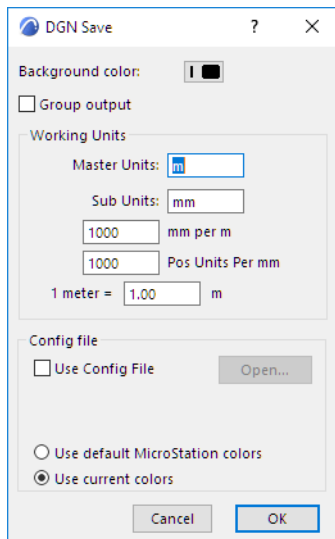 DGN Save ?
Background color:
Group output
Working Units
Master Units: m
Sub Units: mm
1000 mm per m
1000 Pos Units Per mm
1 meter = 1.00 m
Config file
Use Config File Open...
Use default MicroStation colors
Use current colors
Cancel OK